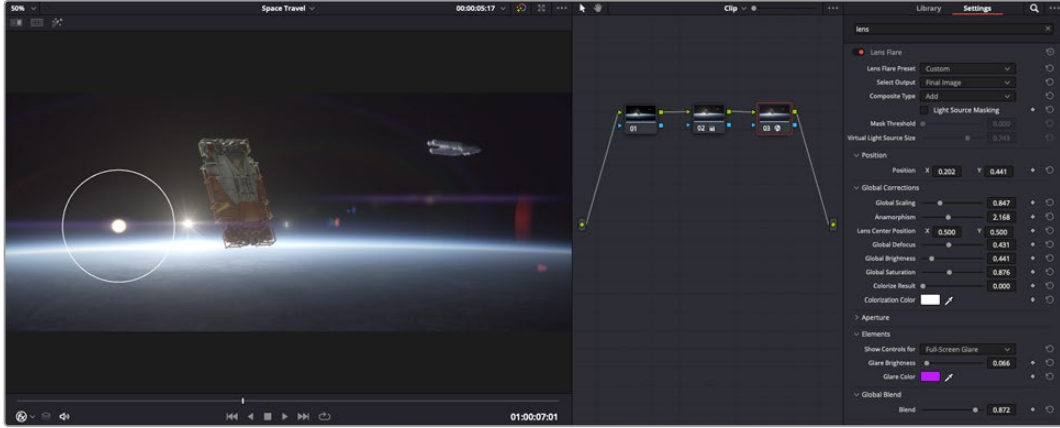 50%
Space Travel
00:00:05:17
Clip
Library
Settings
lens
Lens Flare
Lens Flare Preset Custom
Select Output Final Image
Composite Type Add
Light Source Masking
Mask Threshold 0.000
Virtual Light Source Size 0.743
Position
Position X 0.202 Y 0.441
Global Corrections
Global Scaling 0.847
Anamorphism 2.168
Lens Center Position X 0.500 Y 0.500
Global Defocus 0.431
Global Brightness 0.441
Global Saturation 0.876
Colorize Result 0.000
Colorization Color
Aperture
Elements
Show Controls for Full-Screen Glare
Glare Brightness 0.066
Glare Color
Global Blend
Blend 0.872
01
02
03
01:00:07:01